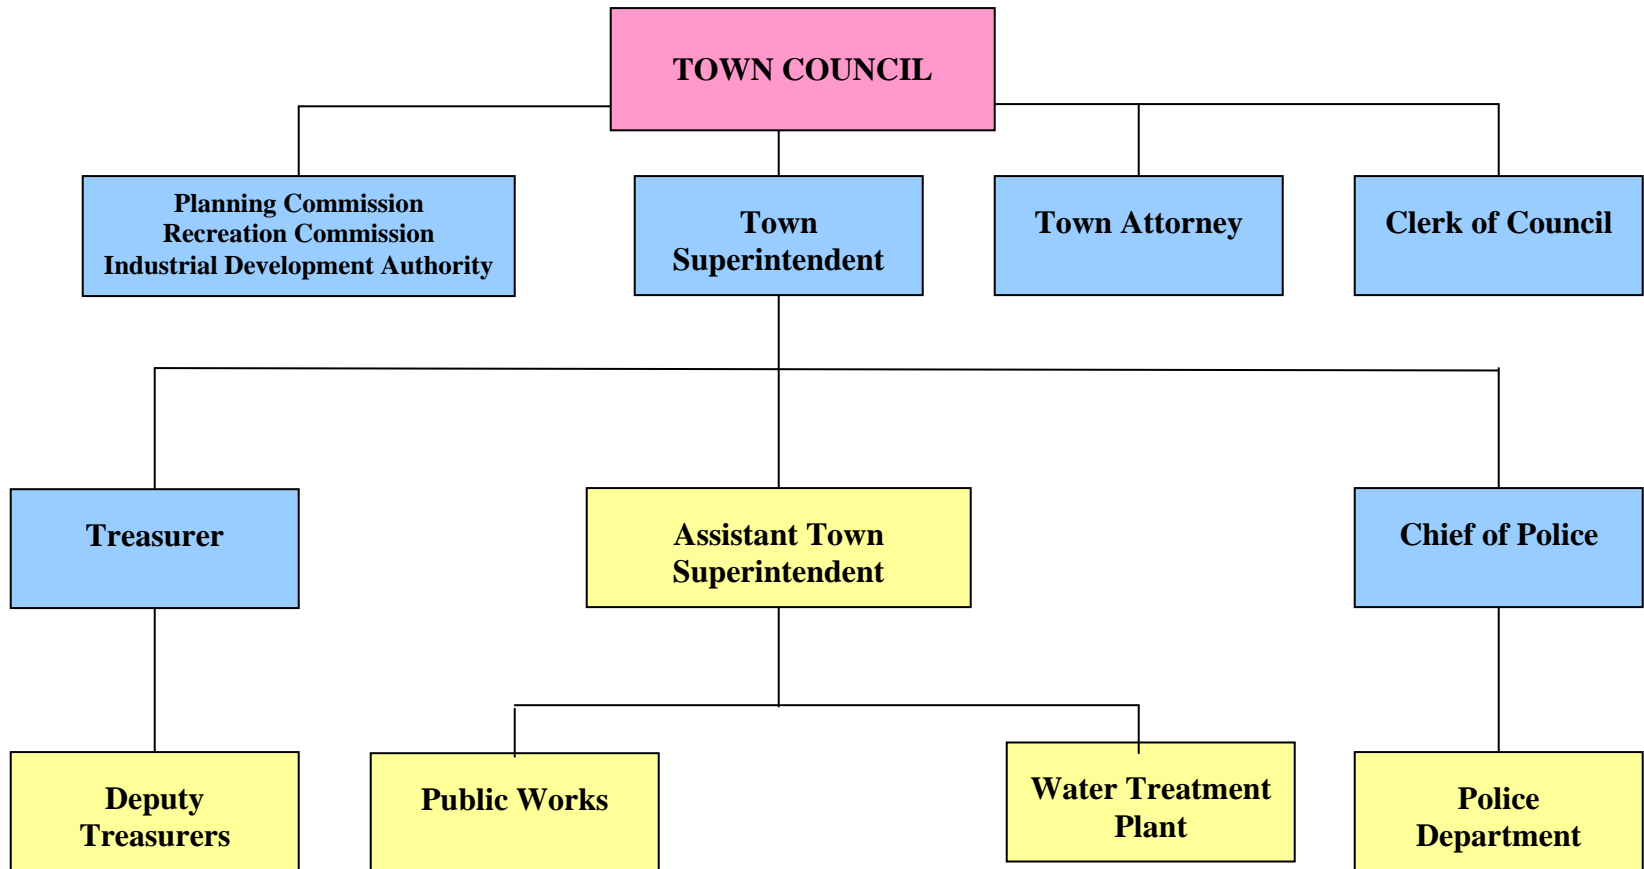 TOWN COUNCIL
Planning Commission
Recreation Commission
Industrial Development Authority
Town
Superintendent
Town Attorney
Clerk of Council
Treasurer
Assistant Town
Superintendent
Chief of Police
Deputy
Treasurers
Public Works
Water Treatment
Plant
Police
Department